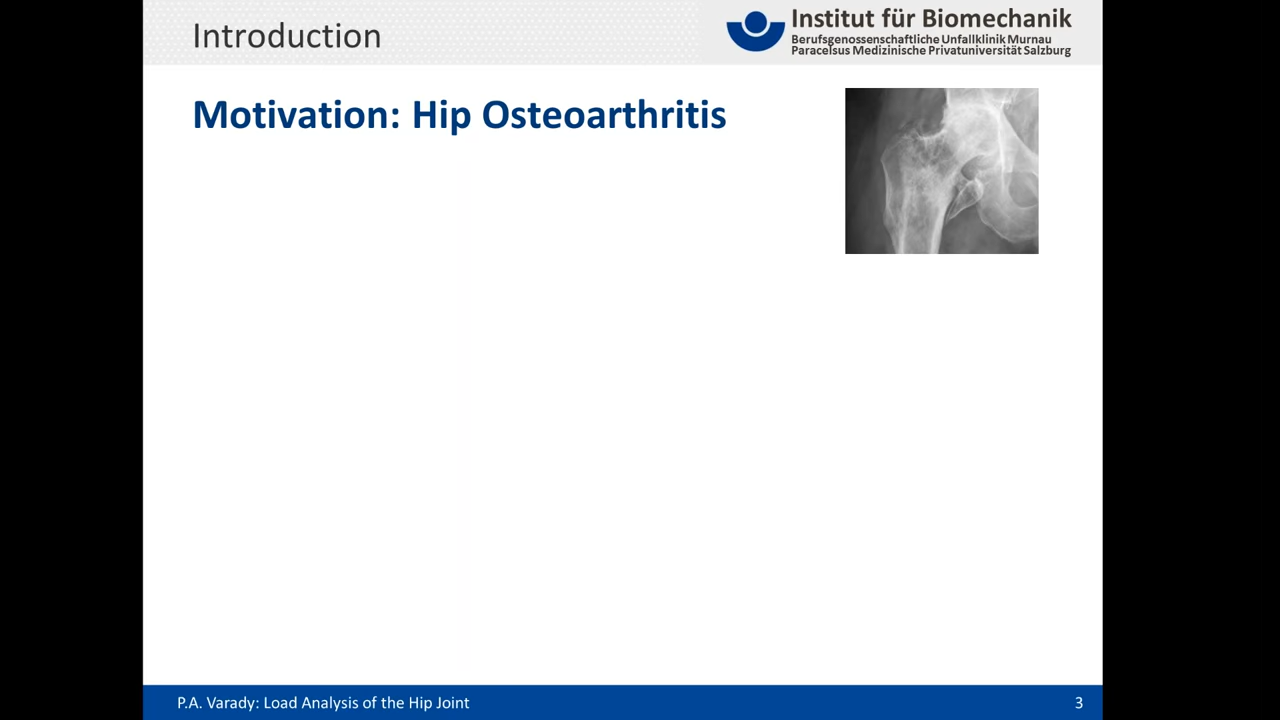 Introduction
Institut für Biomechanik
Berufsgenossenschaftliche Unfallklinik Murnau
Paracelsus Medizinische Privatuniversität Salzburg
Motivation: Hip Osteoarthritis
P.A. Varady: Load Analysis of the Hip Joint
3